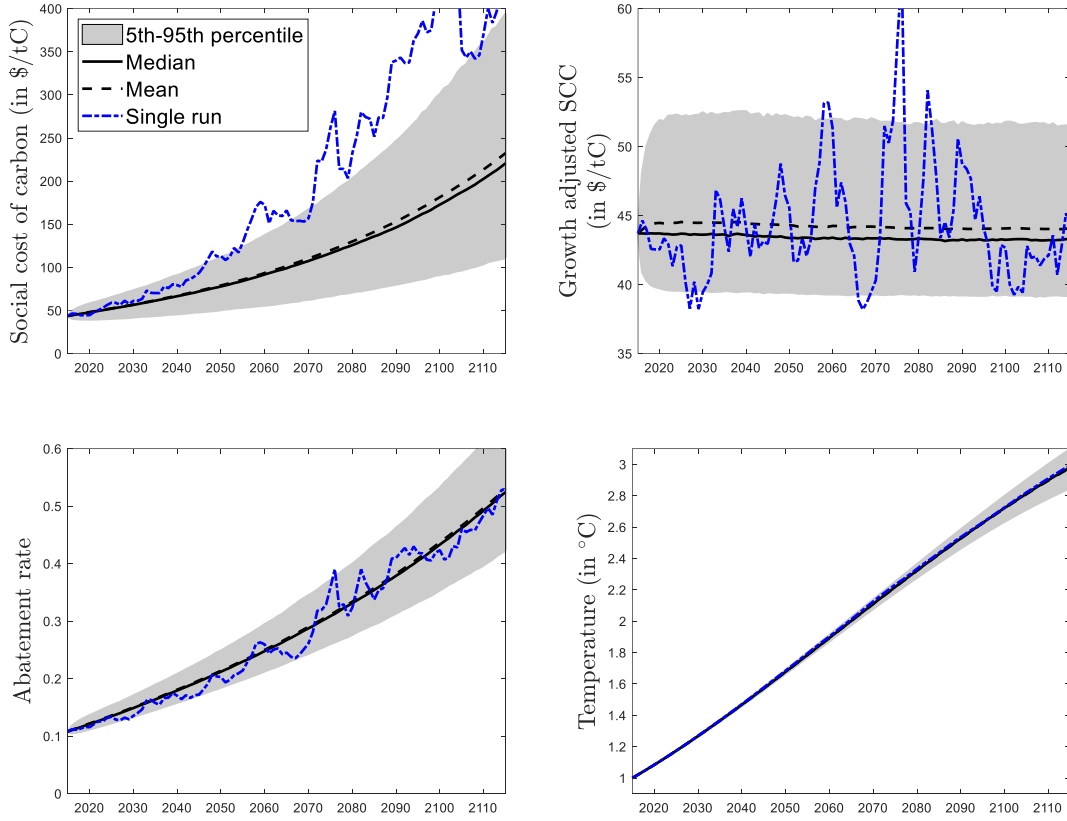 Social cost of carbon (in $/tC)
400
350
300
250
200
150
100
50
0
5th-95th percentile
Median
Mean
Single run
2020 2030 2040 2050 2060 2070 2080 2090 2100 2110
Growth adjusted SCC
(in $/tC)
60
55
50
45
40
35
2020 2030 2040 2050 2060 2070 2080 2090 2100 2110
Abatement rate
0.6
0.5
0.4
0.3
0.2
0.1
0
2020 2030 2040 2050 2060 2070 2080 2090 2100 2110
Temperature (in °C)
3
2.8
2.6
2.4
2.2
2
1.8
1.6
1.4
1.2
1
2020 2030 2040 2050 2060 2070 2080 2090 2100 2110